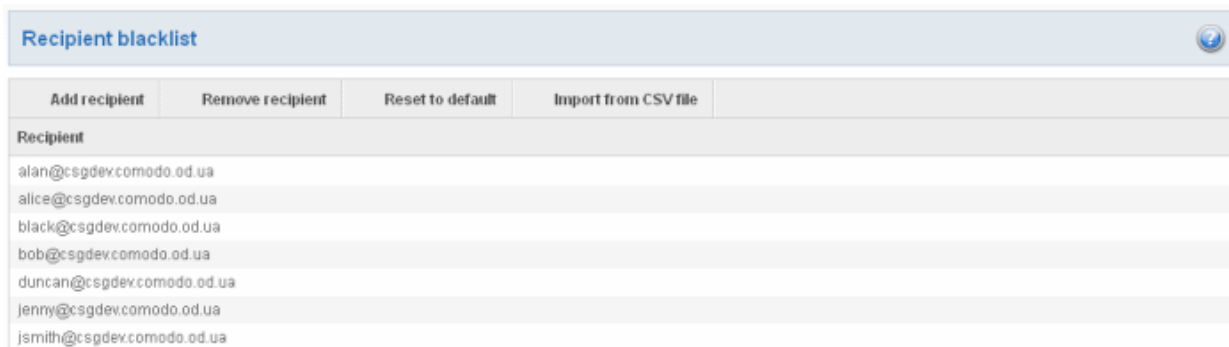 Recipient blacklist
Add recipient Remove recipient Reset to default Import from CSV file
Recipient
alan@csgdev.comodo.od.ua
alice@csgdev.comodo.od.ua
black@csgdev.comodo.od.ua
bob@csgdev.comodo.od.ua
duncan@csgdev.comodo.od.ua
jenny@csgdev.comodo.od.ua
jsmith@csgdev.comodo.od.ua